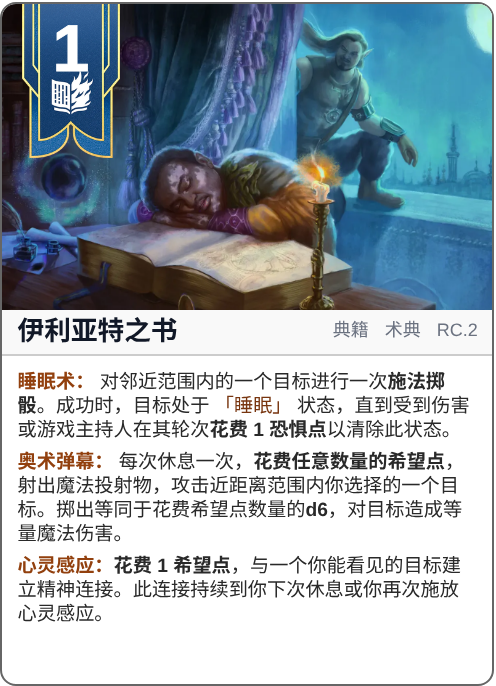 1
伊利亚特之书
典籍 术典 RC.2
睡眠术： 对邻近范围内的一个目标进行一次施法掷
骰。成功时，目标处于 「睡眠」 状态，直到受到伤害
或游戏主持人在其轮次花费 1 恐惧点以清除此状态。
奥术弹幕： 每次休息一次，花费任意数量的希望点，
射出魔法投射物，攻击近距离范围内你选择的一个目
标。掷出等同于花费希望点数量的d6，对目标造成等
量魔法伤害。
心灵感应：花费 1 希望点，与一个你能看见的目标建
立精神连接。此连接持续到你下次休息或你再次施放
心灵感应。